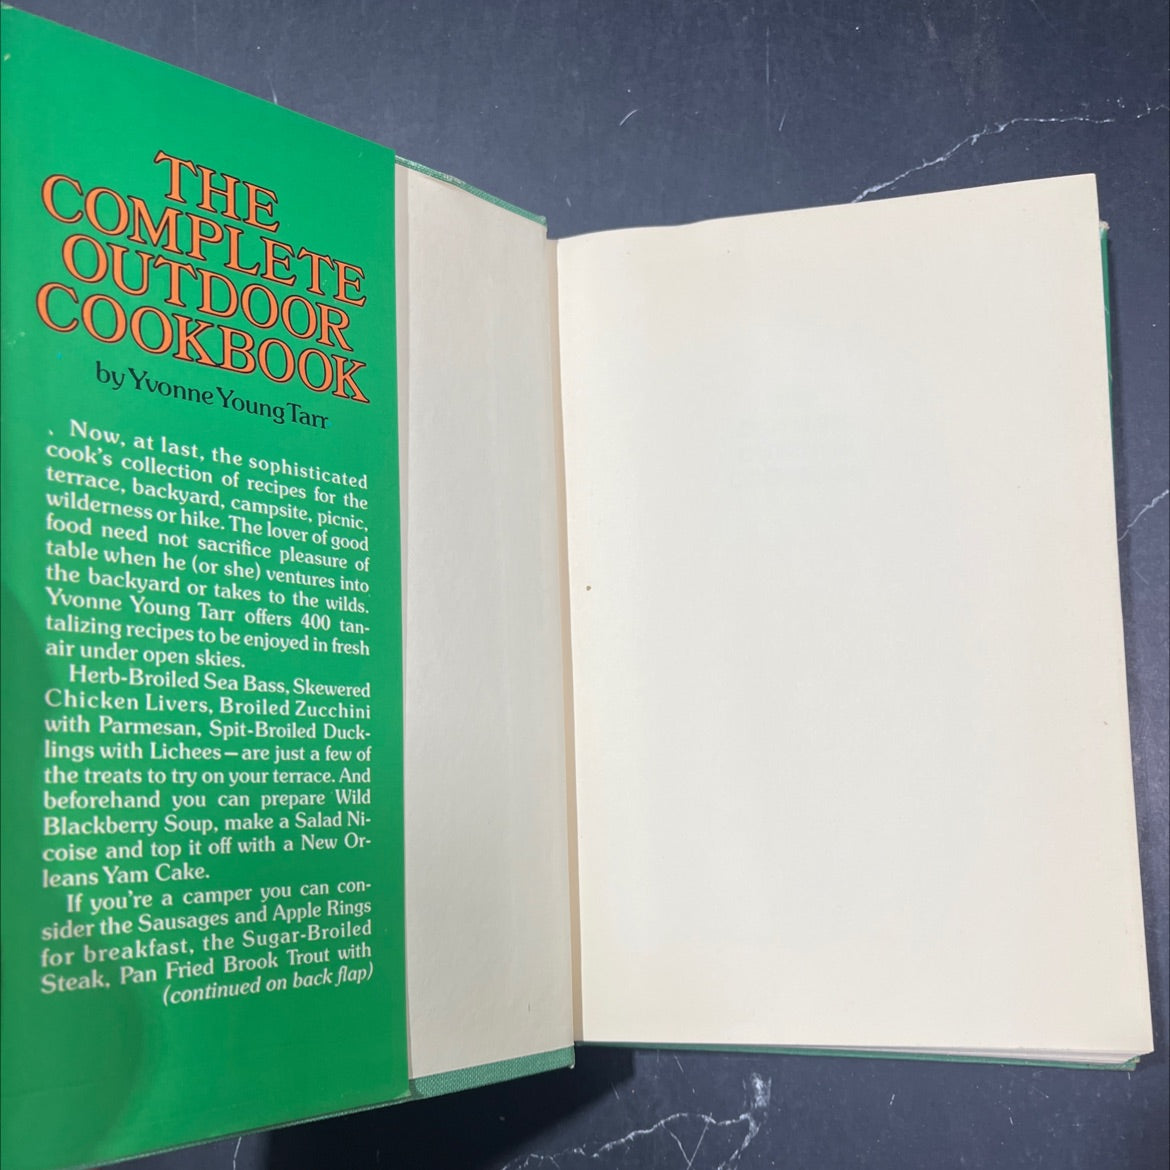 THE
COMPLETE
OUTDOOR
COOKBOOK
by Yvonne Young Tarr
Now, at last, the sophisticated
cook's collection of recipes for the
terrace, backyard, campsite, picnic,
wilderness or hike. The lover of good
food need not sacrifice pleasure of
table when he (or she) ventures into
the backyard or takes to the wilds.
Yvonne Young Tarr offers 400 tan-
talizing recipes to be enjoyed in fresh
air under open skies.
Herb-Broiled Sea Bass, Skewered
Chicken Livers, Broiled Zucchini
with Parmesan, Spit-Broiled Duck-
lings with Lichees—are just a few of
the treats to try on your terrace. And
beforehand you can prepare Wild
Blackberry Soup, make a Salad Ni-
coise and top it off with a New Or-
leans Yam Cake.
If you're a camper you can con-
sider the Sausages and Apple Rings
for breakfast, the Sugar-Broiled
Steak, Pan Fried Brook Trout with
(continued on back flap)